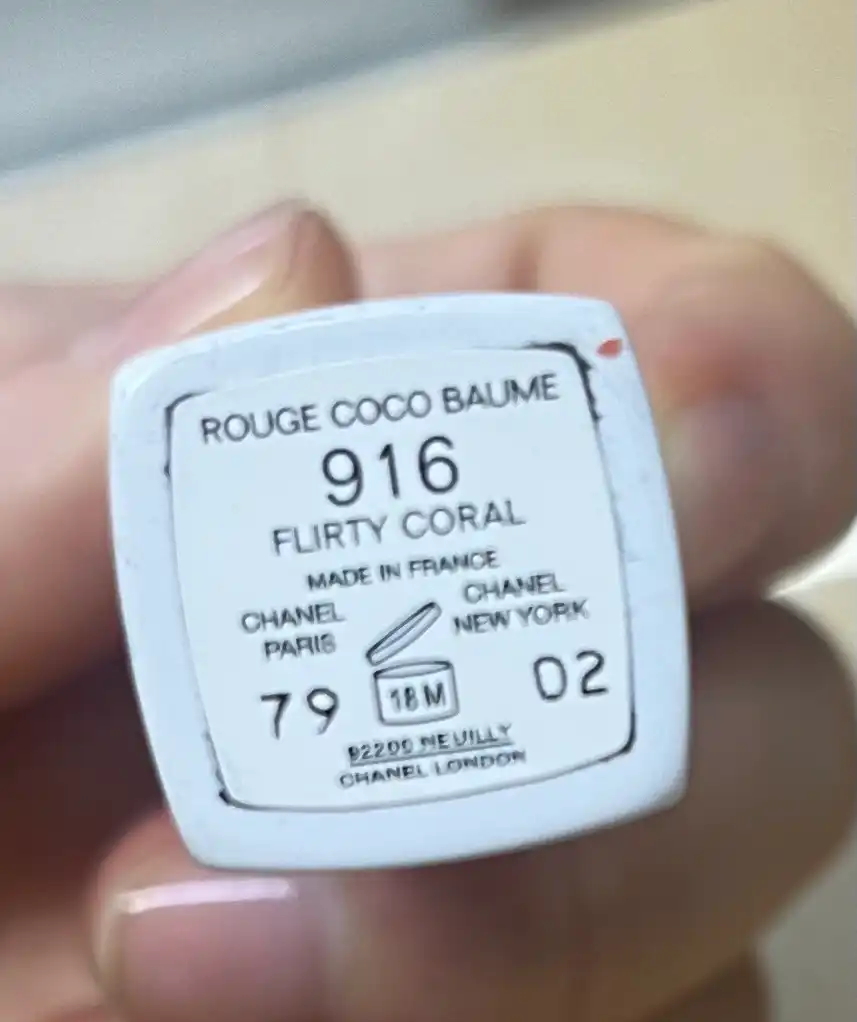 ROUGE COCO BAUME
916
FLIRTY CORAL
MADE IN FRANCE
CHANEL PARIS
CHANEL NEW YORK
79
18M
02
92200 NEUILLY
CHANEL LONDON